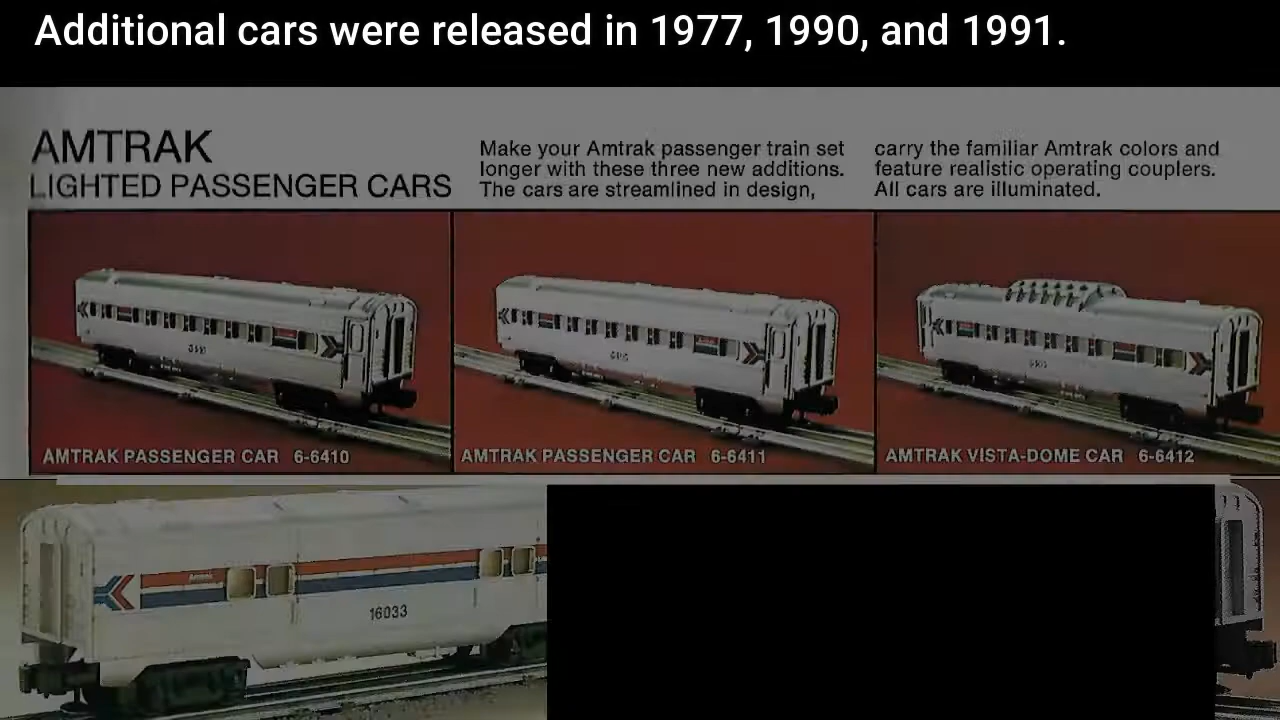 Additional cars were released in 1977, 1990, and 1991.
AMTRAK
LIGHTED PASSENGER CARS
Make your Amtrak passenger train set
longer with these three new additions.
The cars are streamlined in design,
carry the familiar Amtrak colors and
feature realistic operating couplers.
All cars are illuminated.
AMTRAK PASSENGER CAR 6-6410
AMTRAK PASSENGER CAR 6-6411
AMTRAK VISTA-DOME CAR 6-6412
Amtrak
16033